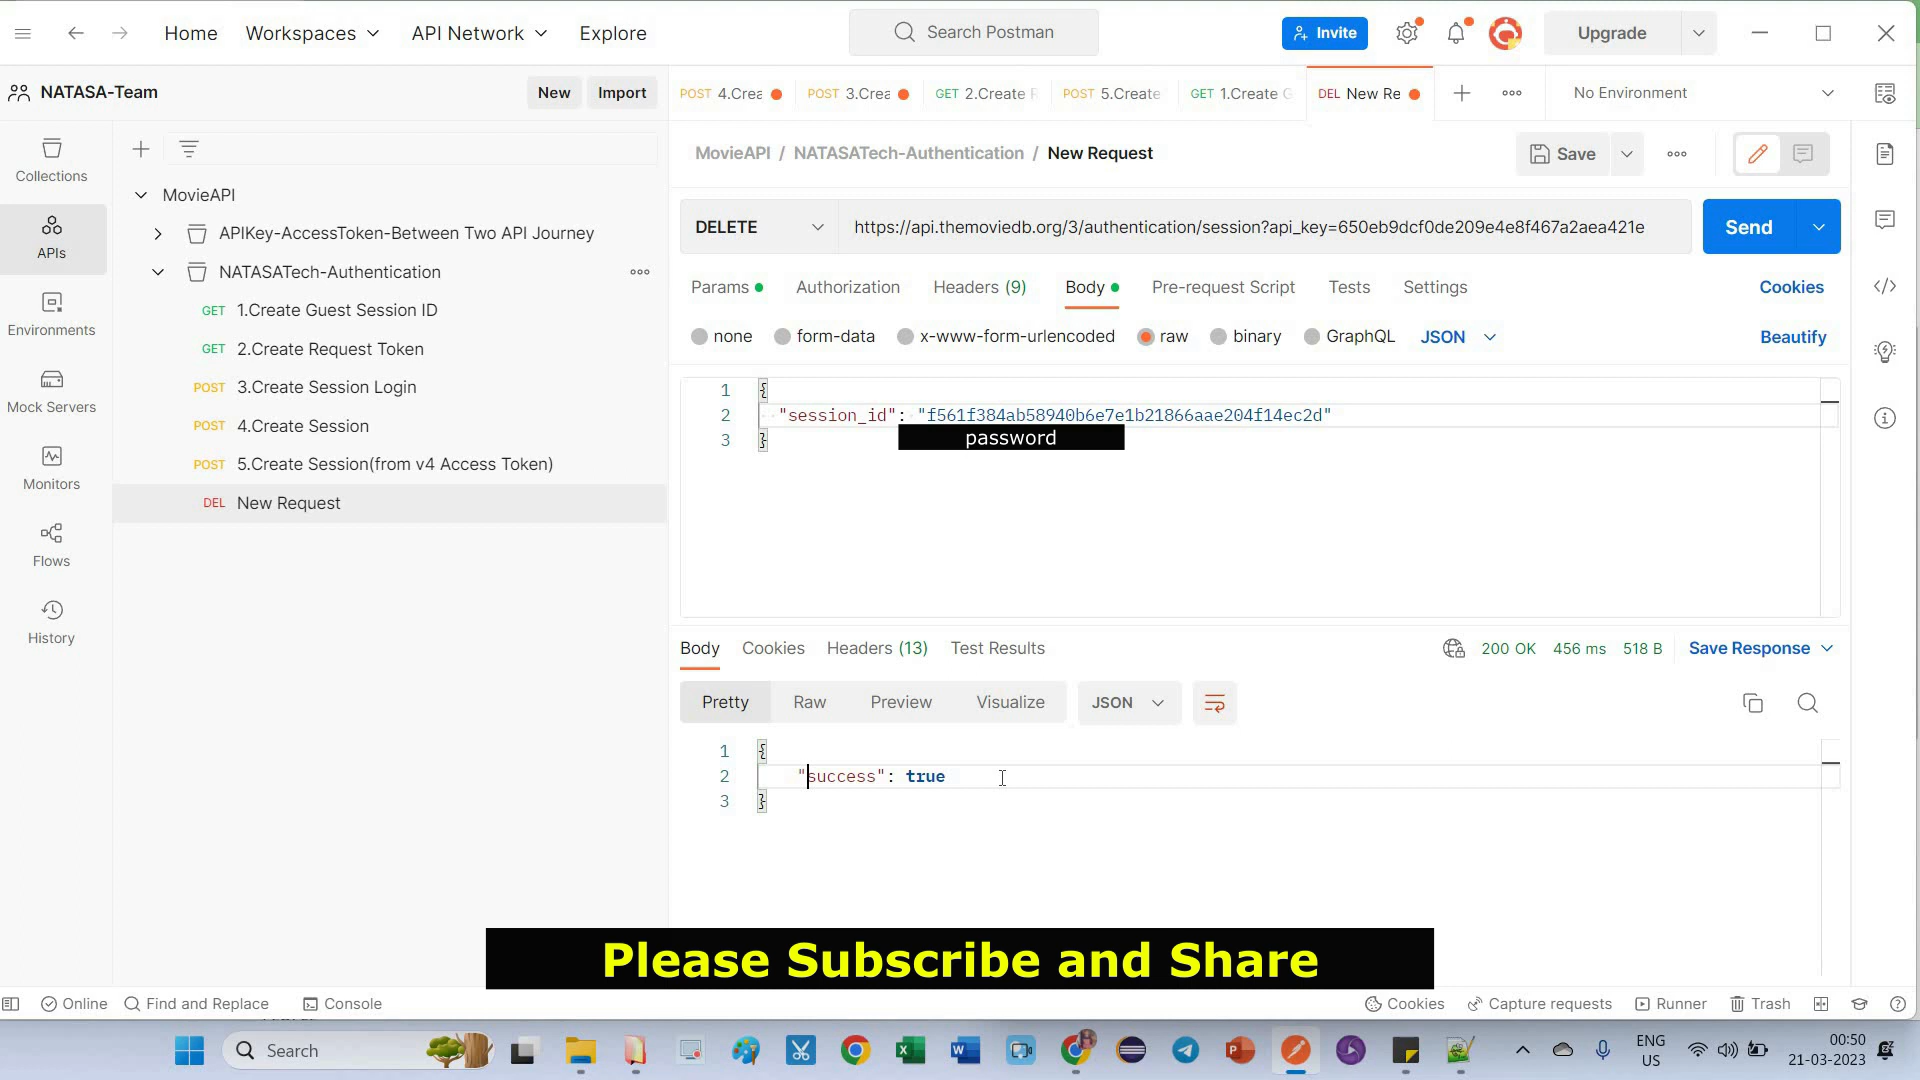 Home Workspaces API Network Explore Search Postman Invite Upgrade
NATASA-Team New Import POST 4.Crea POST 3.Crea GET 2.Create R POST 5.Create GET 1.Create G DEL New Re No Environment
MovieAPI / NATASATech-Authentication / New Request Save
Collections
APIs
Environments
Mock Servers
Monitors
Flows
History
MovieAPI
APIKey-AccessToken-Between Two API Journey
NATASATech-Authentication
GET 1.Create Guest Session ID
GET 2.Create Request Token
POST 3.Create Session Login
POST 4.Create Session
POST 5.Create Session(from v4 Access Token)
DEL New Request
DELETE https://api.themoviedb.org/3/authentication/session?api_key=650eb9dcf0de209e4e8f467a2aea421e Send
Params Authorization Headers (9) Body Pre-request Script Tests Settings Cookies
none form-data x-www-form-urlencoded raw binary GraphQL JSON Beautify
1 {
2 "session_id": "f561f384ab58940b6e7e1b21866aae204f14ec2d"
password
3 }
Body Cookies Headers (13) Test Results 200 OK 456 ms 518 B Save Response
Pretty Raw Preview Visualize JSON
1 {
2 "success": true
3 }
Please Subscribe and Share
Online Find and Replace Console Cookies Capture requests Runner Trash
Search ENG 00:50
US 21-03-2023